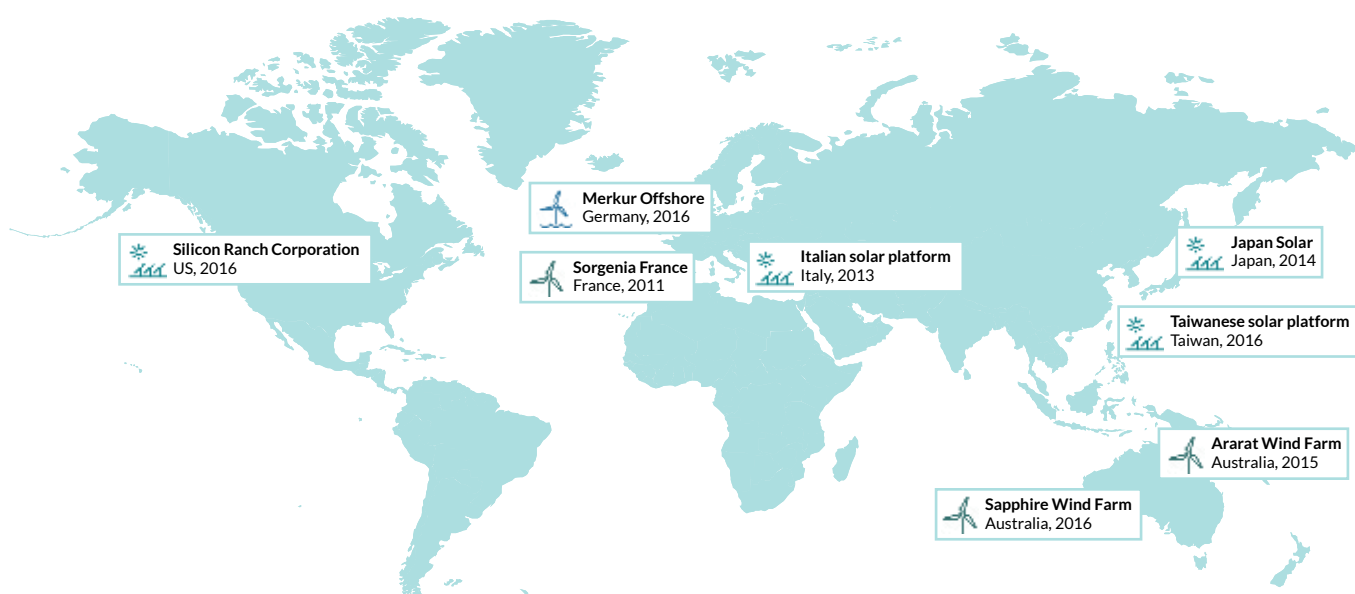 Merkur Offshore
Germany, 2016
Silicon Ranch Corporation
US, 2016
Sorgenia France
France, 2011
Italian solar platform
Italy, 2013
Japan Solar
Japan, 2014
Taiwanese solar platform
Taiwan, 2016
Ararat Wind Farm
Australia, 2015
Sapphire Wind Farm
Australia, 2016